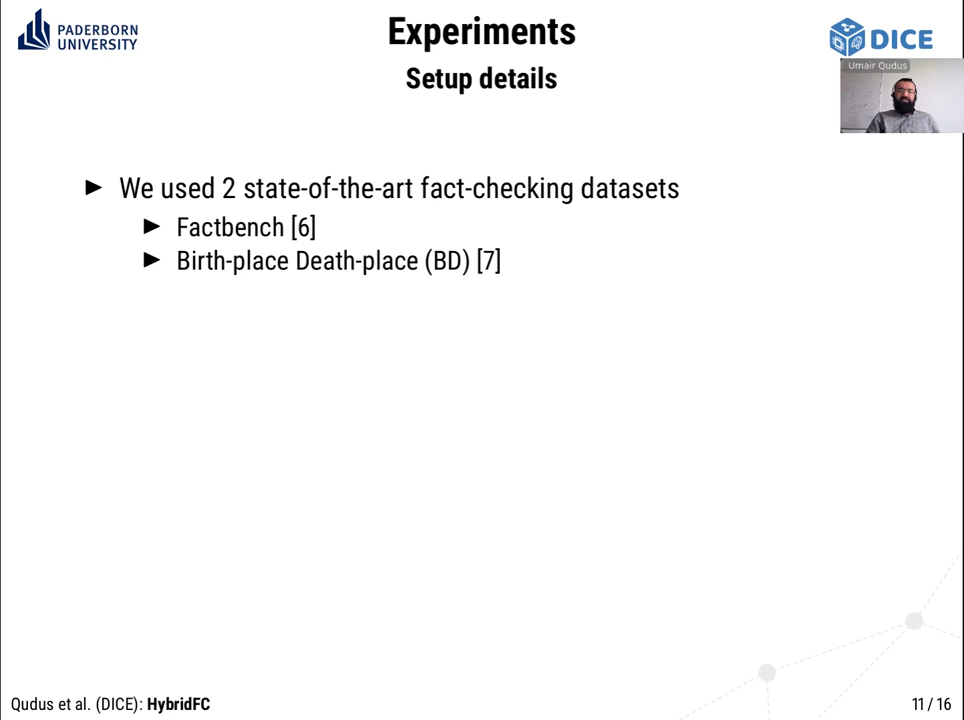 PADERBORN
UNIVERSITY
Experiments
Setup details
DICE
Umair Qudus
▶ We used 2 state-of-the-art fact-checking datasets
▶ Factbench [6]
▶ Birth-place Death-place (BD) [7]
Qudus et al. (DICE): HybridFC
11 / 16